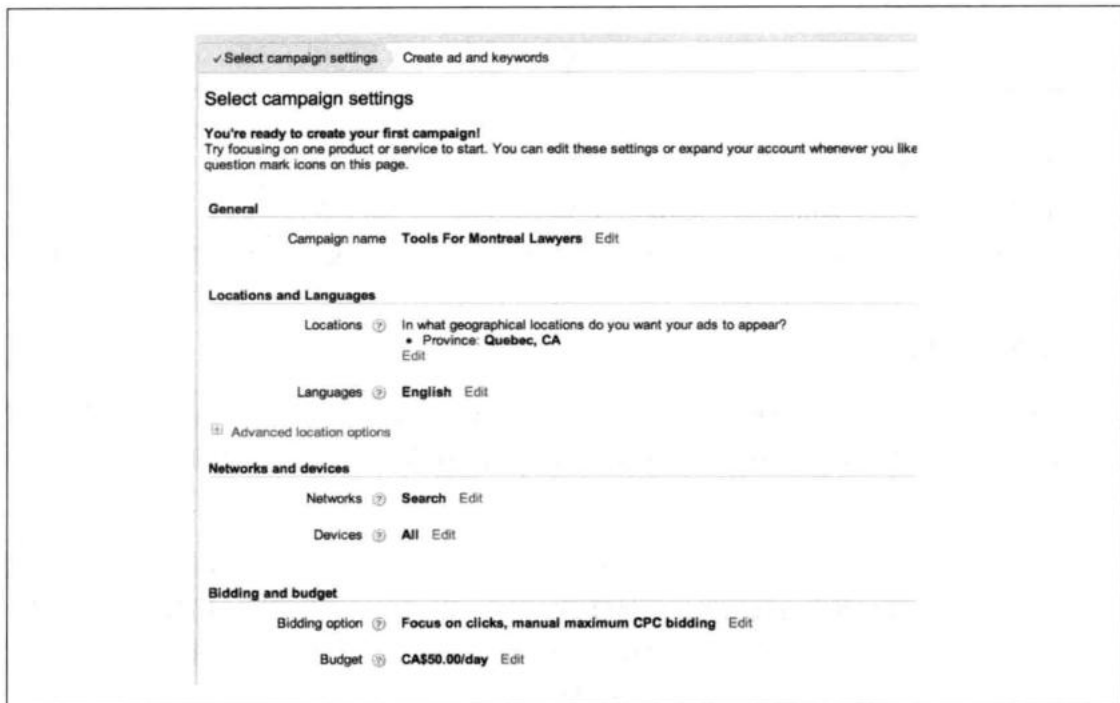 ✓ Select campaign settings Create ad and keywords
Select campaign settings
You're ready to create your first campaign!
Try focusing on one product or service to start. You can edit these settings or expand your account whenever you like
question mark icons on this page.
General
Campaign name Tools For Montreal Lawyers Edit
Locations and Languages
Locations ? In what geographical locations do you want your ads to appear?
• Province: Quebec, CA
Edit
Languages ? English Edit
+ Advanced location options
Networks and devices
Networks ? Search Edit
Devices ? All Edit
Bidding and budget
Bidding option ? Focus on clicks, manual maximum CPC bidding Edit
Budget ? CA$50.00/day Edit